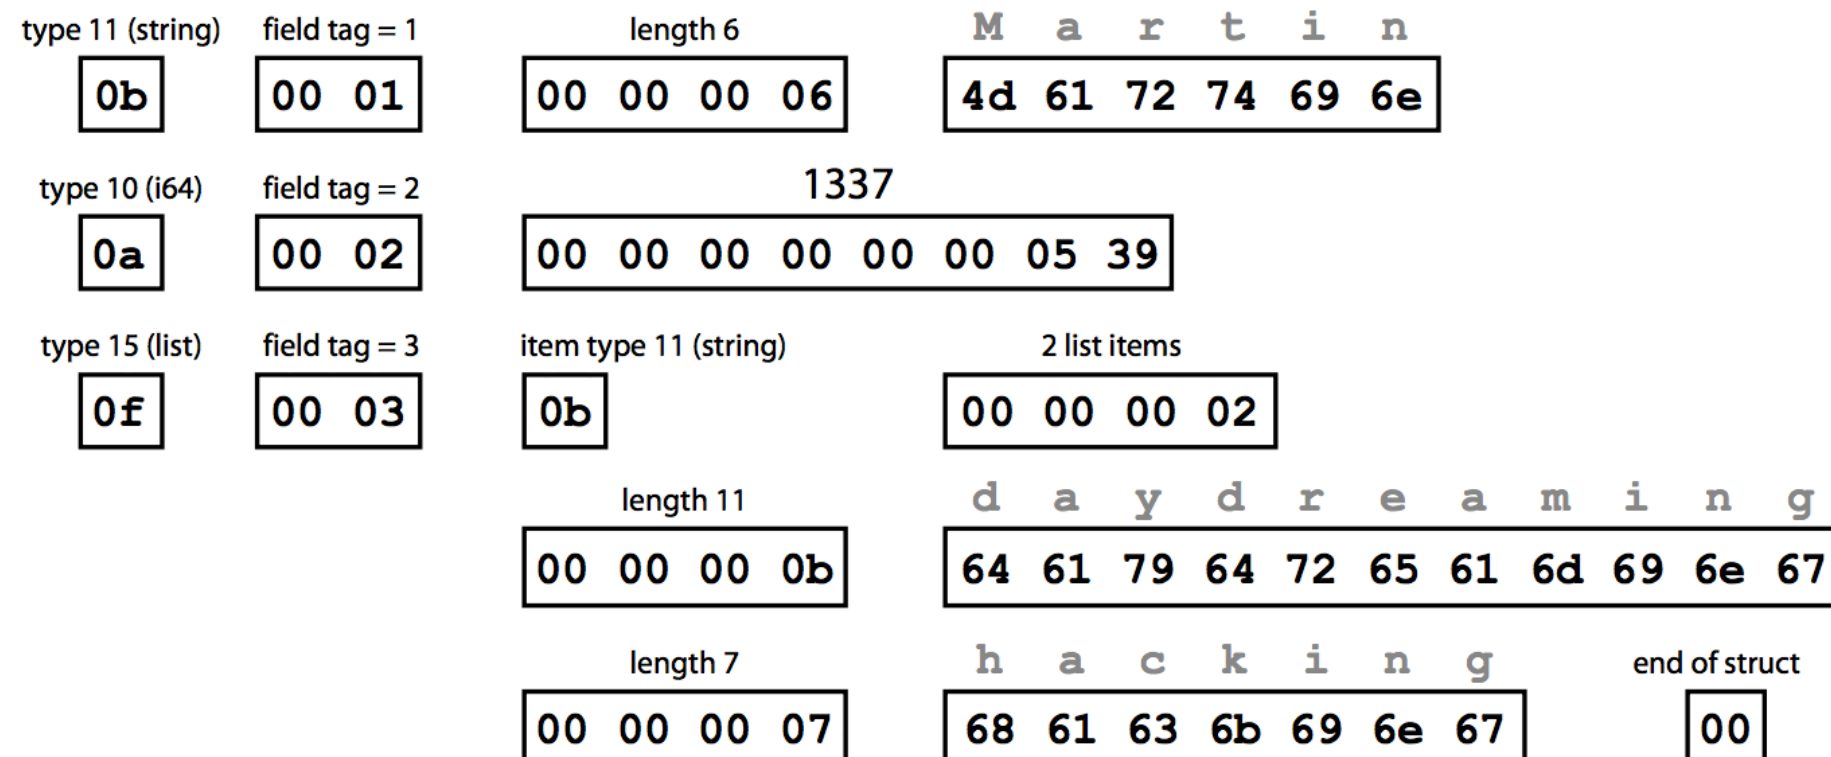 type 11 (string) field tag = 1 length 6 M a r t i n
0b 00 01 00 00 00 06 4d 61 72 74 69 6e
type 10 (i64) field tag = 2 1337
0a 00 02 00 00 00 00 00 00 05 39
type 15 (list) field tag = 3 item type 11 (string) 2 list items
0f 00 03 0b 00 00 00 02
length 11 d a y d r e a m i n g
00 00 00 0b 64 61 79 64 72 65 61 6d 69 6e 67
length 7 h a c k i n g end of struct
00 00 00 07 68 61 63 6b 69 6e 67 00